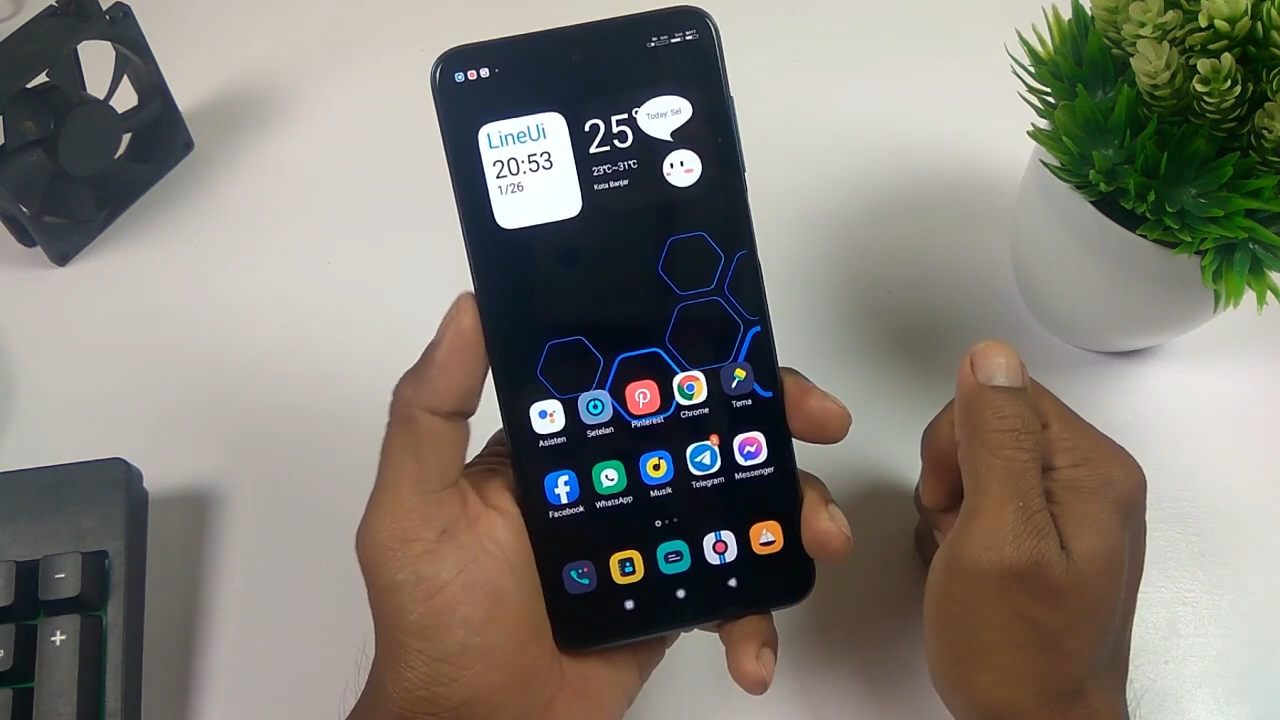 LineUi
20:53
1/26
25°
23℃~31℃
Kota Banjar
Today: Sel
Asisten
Setelan
Pinterest
Chrome
Tema
Facebook
WhatsApp
Musik
Telegram
Messenger
-
+